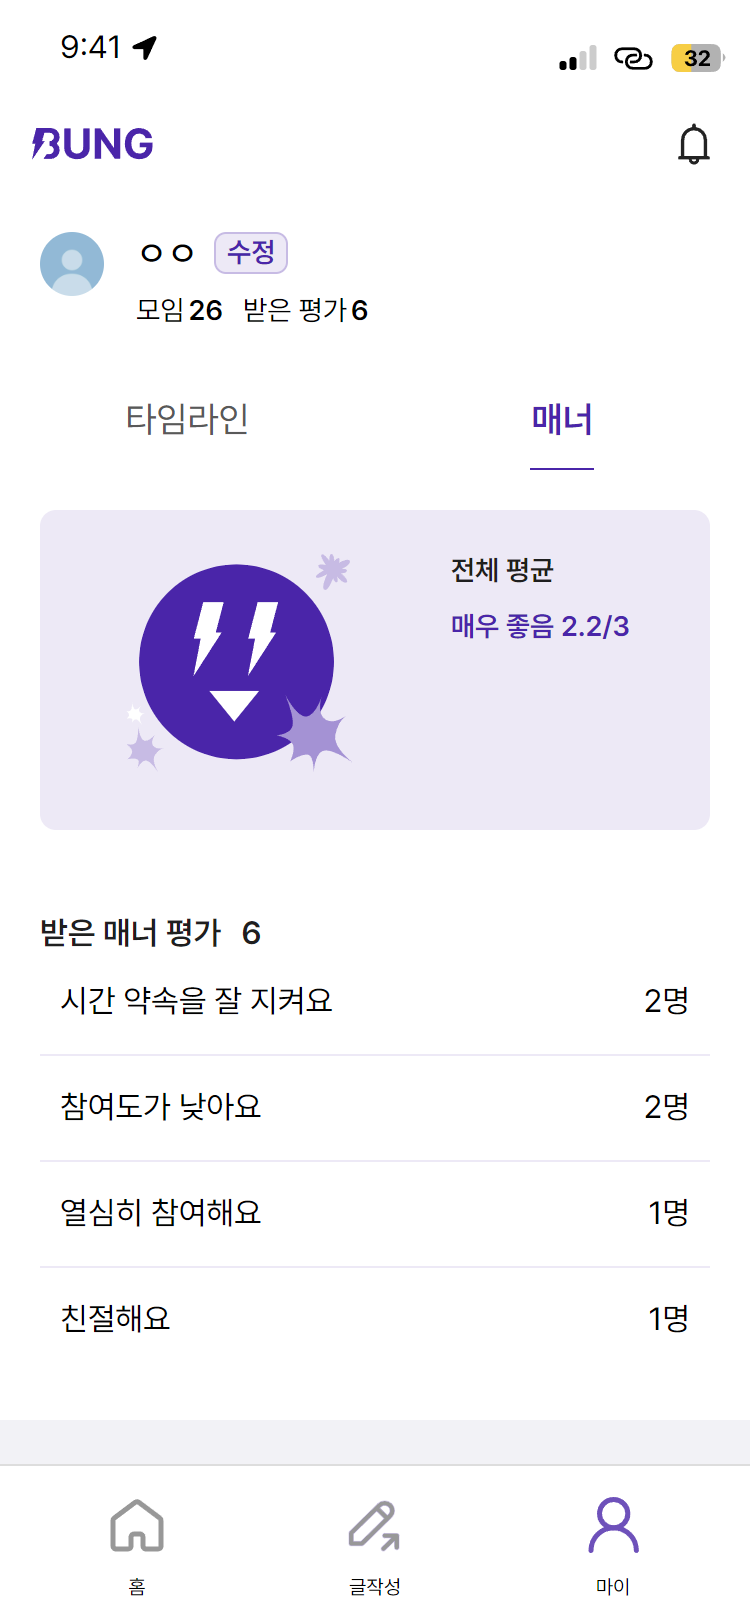 9:41
32
BUNG
ㅇㅇ 수정
모임 26 받은 평가 6
타임라인 매너
전체 평균
매우 좋음 2.2/3
받은 매너 평가 6
시간 약속을 잘 지켜요 2명
참여도가 낮아요 2명
열심히 참여해요 1명
친절해요 1명
홈 글작성 마이